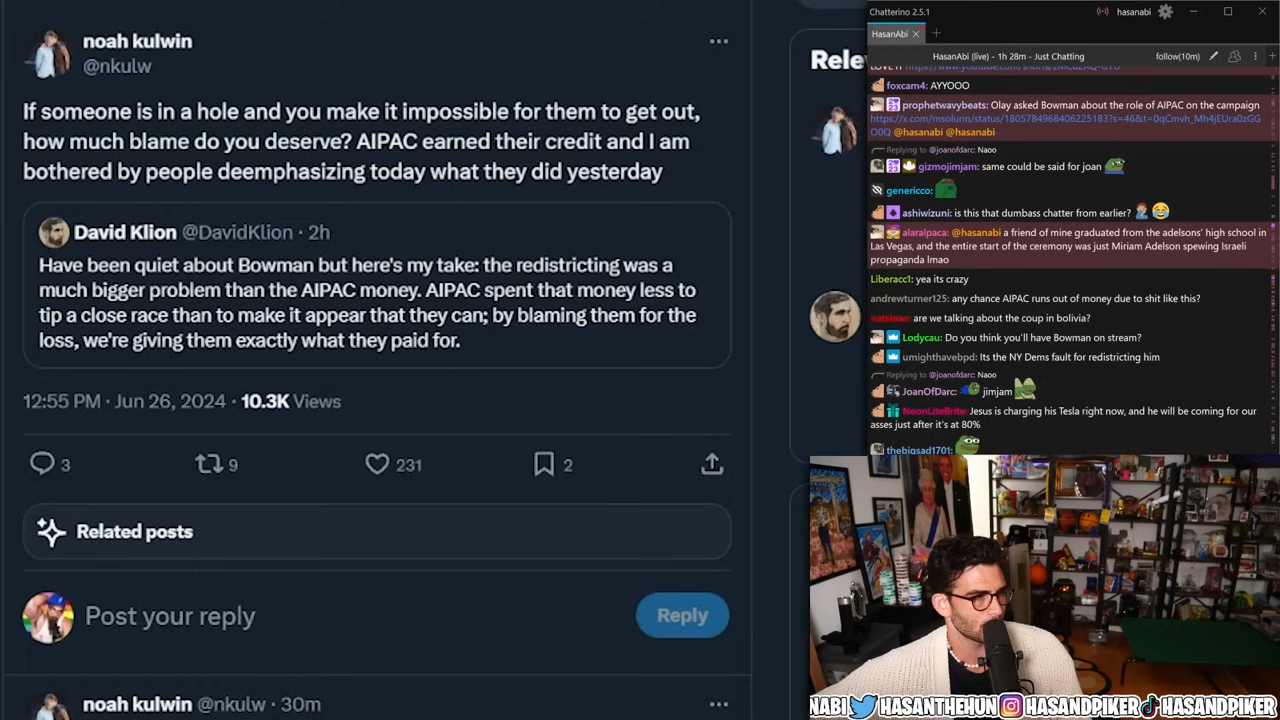 noah kulwin
@nkulw
If someone is in a hole and you make it impossible for them to get out,
how much blame do you deserve? AIPAC earned their credit and I am
bothered by people emphasizing today what they did yesterday
David Klion @DavidKlion · 2h
Have been quiet about Bowman but here's my take: the redistricting was a
much bigger problem than the AIPAC money. AIPAC spent that money less to
tip a close race than to make it appear that they can; by blaming them for the
loss, we're giving them exactly what they paid for.
12:55 PM · Jun 26, 2024 · 10.3K Views
3
9
231
2
Related posts
Post your reply
Reply
noah kulwin @nkulw · 30m
Rele
Chatterino 2.5.1
hasanabi
HasanAbi
HasanAbi (live) - 1h 28m - Just Chatting
follow(10m)
foxcam4: AYYOOO
prophetwavybeats: Olay asked Bowman about the role of AIPAC on the campaign
@hasanabi @hasanabi
Replying to @joanofdarc: Naoo
gizmojimjam: same could be said for joan
genericco:
ashiwizuni: is this that dumbass chatter from earlier?
alaralpaca: @hasanabi a friend of mine graduated from the adelsons' high school in
Las Vegas, and the entire start of the ceremony was just Miriam Adelson spewing Israeli
propaganda lmao
Liberacc1: yea its crazy
andrewturner125: any chance AIPAC runs out of money due to shit like this?
are we talking about the coup in bolivia?
Lodycau: Do you think you'll have Bowman on stream?
umighthavebpd: Its the NY Dems fault for redistricting him
Replying to @joanofdarc: Naoo
JoanOfDarc: jimjam
NeonLiteBrite: Jesus is charging his Tesla right now, and he will be coming for our
asses just after it's at 80%
thebigsad1701:
NABI HASANTHEHUN HASANDPIKER HASANDPIKER